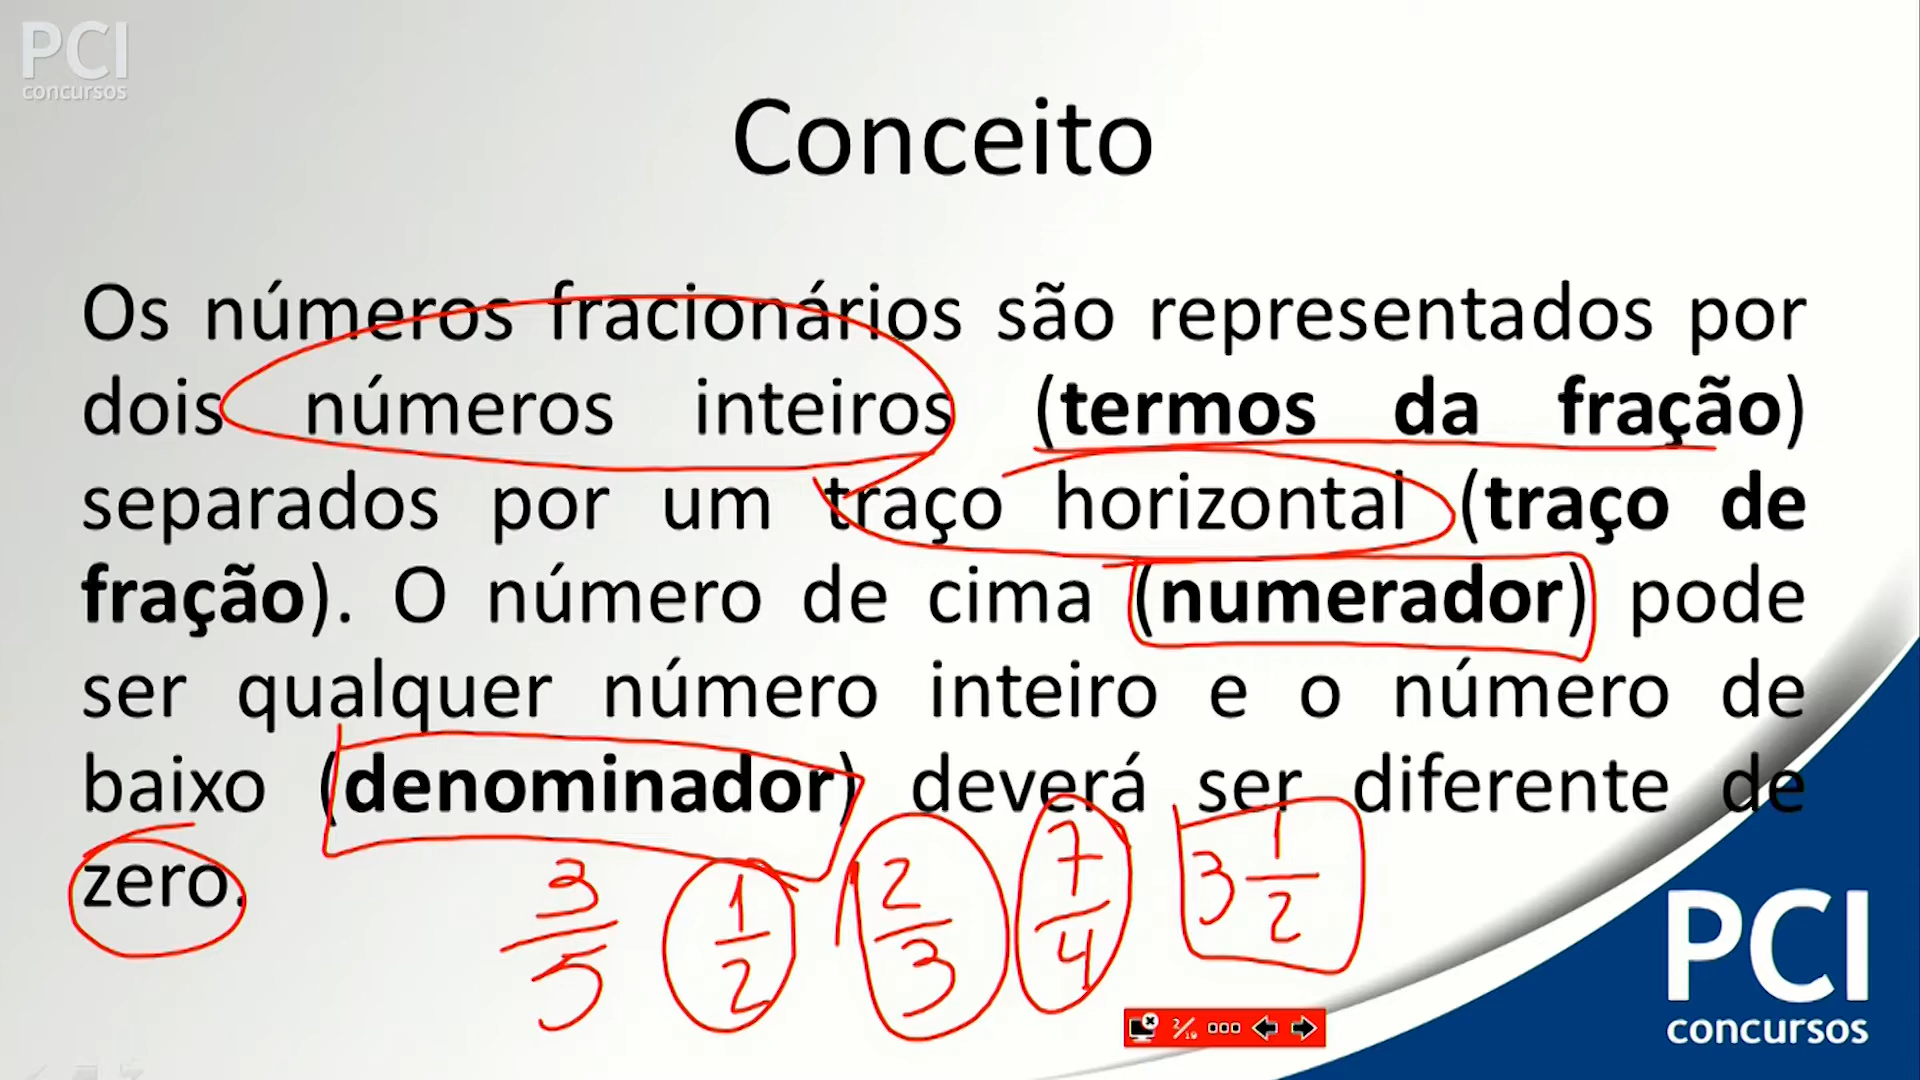 PCI
concursos
Conceito
Os números fracionários são representados por
dois números inteiros (termos da fração)
separados por um traço horizontal (traço de
fração). O número de cima (numerador) pode
ser qualquer número inteiro e o número de
baixo (denominador) deverá ser diferente de
zero.
3/5 1/2 2/3 7/4 3 1/2
2/19
PCI
concursos